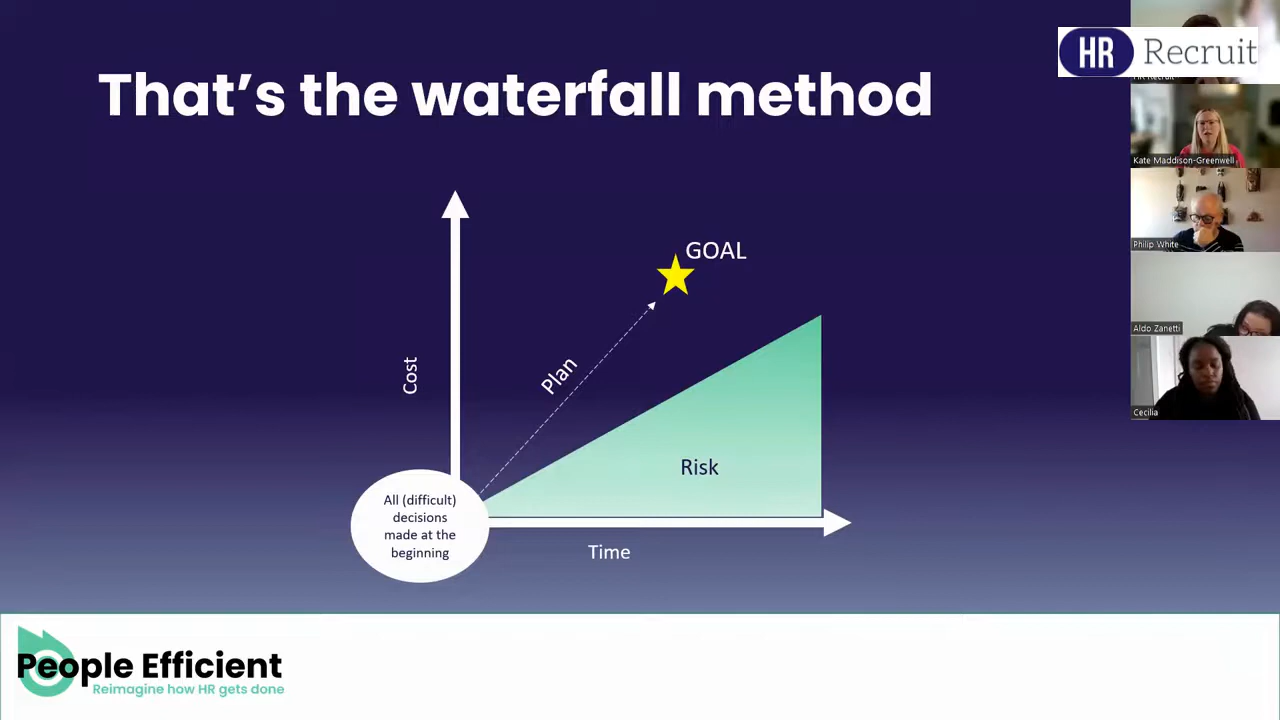 That's the waterfall method
HR Recruit
Kate Maddison-Greenwell
Philip White
Aldo Zanetti
Cecilia
GOAL
Plan
Cost
Risk
All (difficult)
decisions
made at the
beginning
Time
People Efficient
Reimagine how HR gets done